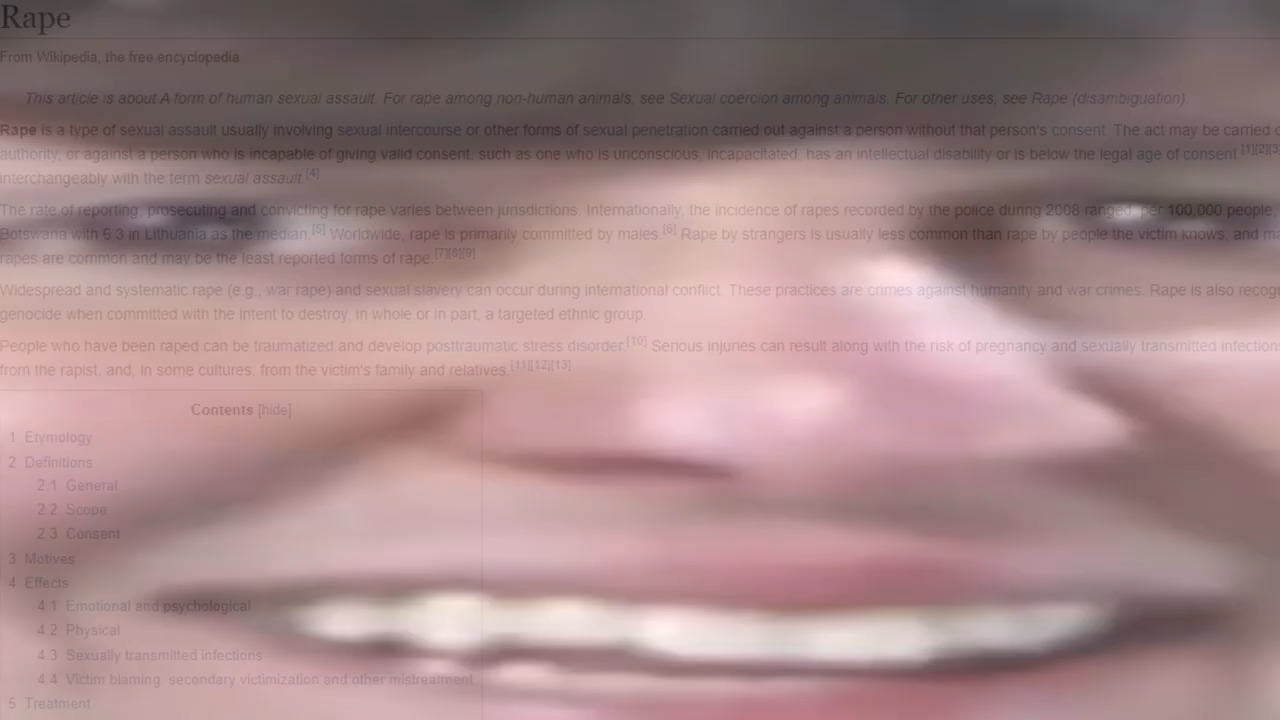 Rape
From Wikipedia, the free encyclopedia
This article is about A form of human sexual assault. For rape among non-human animals, see Sexual coercion among animals. For other uses, see Rape (disambiguation).
Rape is a type of sexual assault usually involving sexual intercourse or other forms of sexual penetration carried out against a person without that person's consent. The act may be carried
authority, or against a person who is incapable of giving valid consent, such as one who is unconscious, incapacitated, has an intellectual disability or is below the legal age of consent.[1][2][3]
interchangeably with the term sexual assault.[4]
The rate of reporting, prosecuting and convicting for rape varies between jurisdictions. Internationally, the incidence of rapes recorded by the police during 2008 ranged, per 100,000 people,
Botswana with 6.3 in Lithuania as the median.[5] Worldwide, rape is primarily committed by males.[6] Rape by strangers is usually less common than rape by people the victim knows, and
rapes are common and may be the least reported forms of rape.[7][8][9]
Widespread and systematic rape (e.g., war rape) and sexual slavery can occur during international conflict. These practices are crimes against humanity and war crimes. Rape is also
genocide when committed with the intent to destroy, in whole or in part, a targeted ethnic group.
People who have been raped can be traumatized and develop posttraumatic stress disorder.[10] Serious injuries can result along with the risk of pregnancy and sexually transmitted infections
from the rapist, and, in some cultures, from the victim's family and relatives.[11][12][13]
Contents [hide]
1 Etymology
2 Definitions
2.1 General
2.2 Scope
2.3 Consent
3 Motives
4 Effects
4.1 Emotional and psychological
4.2 Physical
4.3 Sexually transmitted infections
4.4 Victim blaming, secondary victimization and other mistreatment
5 Treatment